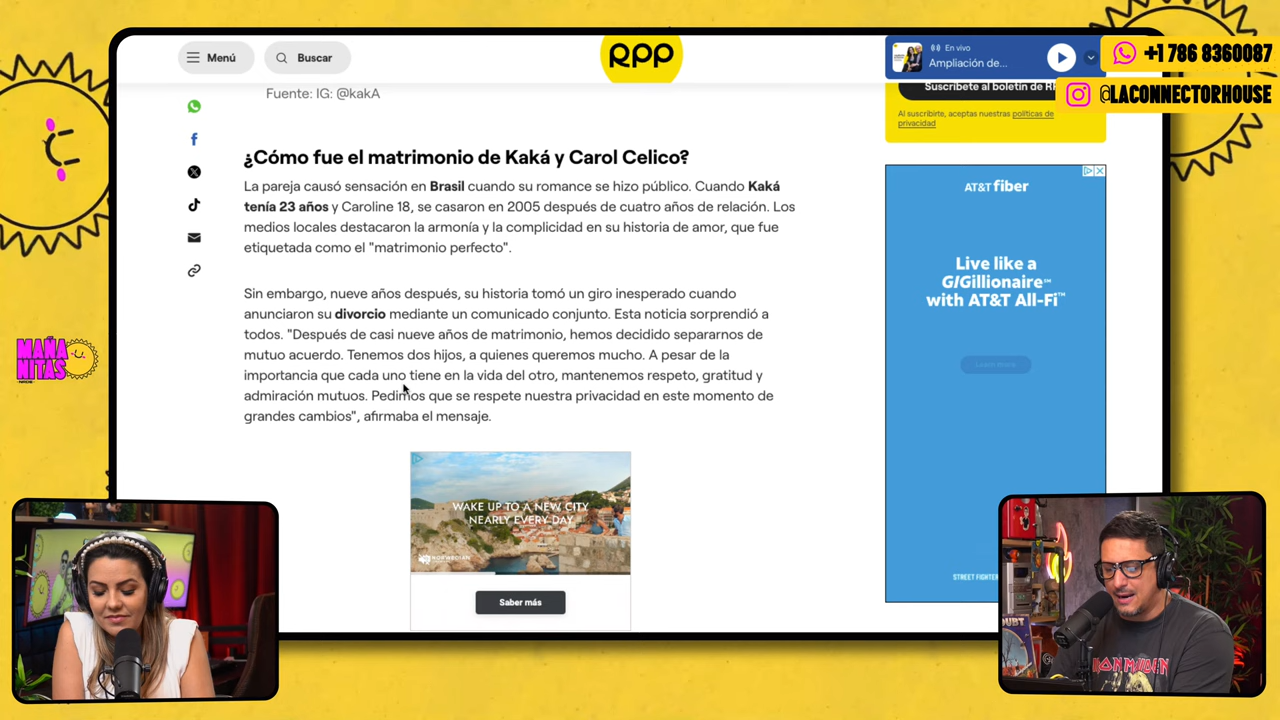 Menú
Buscar
RPP
En vivo
Ampliación de...
+1 786 8360087
@LACONNECTORHOUSE
Suscríbete al boletín de
Al suscribirte, aceptas nuestras políticas de
privacidad
Fuente: IG: @kakA
¿Cómo fue el matrimonio de Kaká y Carol Celico?
La pareja causó sensación en Brasil cuando su romance se hizo público. Cuando Kaká
tenía 23 años y Caroline 18, se casaron en 2005 después de cuatro años de relación. Los
medios locales destacaron la armonía y la complicidad en su historia de amor, que fue
etiquetada como el "matrimonio perfecto".
Sin embargo, nueve años después, su historia tomó un giro inesperado cuando
anunciaron su divorcio mediante un comunicado conjunto. Esta noticia sorprendió a
todos. "Después de casi nueve años de matrimonio, hemos decidido separarnos de
mutuo acuerdo. Tenemos dos hijos, a quienes queremos mucho. A pesar de la
importancia que cada uno tiene en la vida del otro, mantenemos respeto, gratitud y
admiración mutuos. Pedimos que se respete nuestra privacidad en este momento de
grandes cambios", afirmaba el mensaje.
AT&T fiber
Live like a
GIGillionaire℠
with AT&T All-Fi℠
Learn more
STREET FIGHTER
WAKE UP TO A NEW CITY
NEARLY EVERY DAY
NORWEGIAN
Saber más
MAÑA
NITAS
IRON MAIDEN